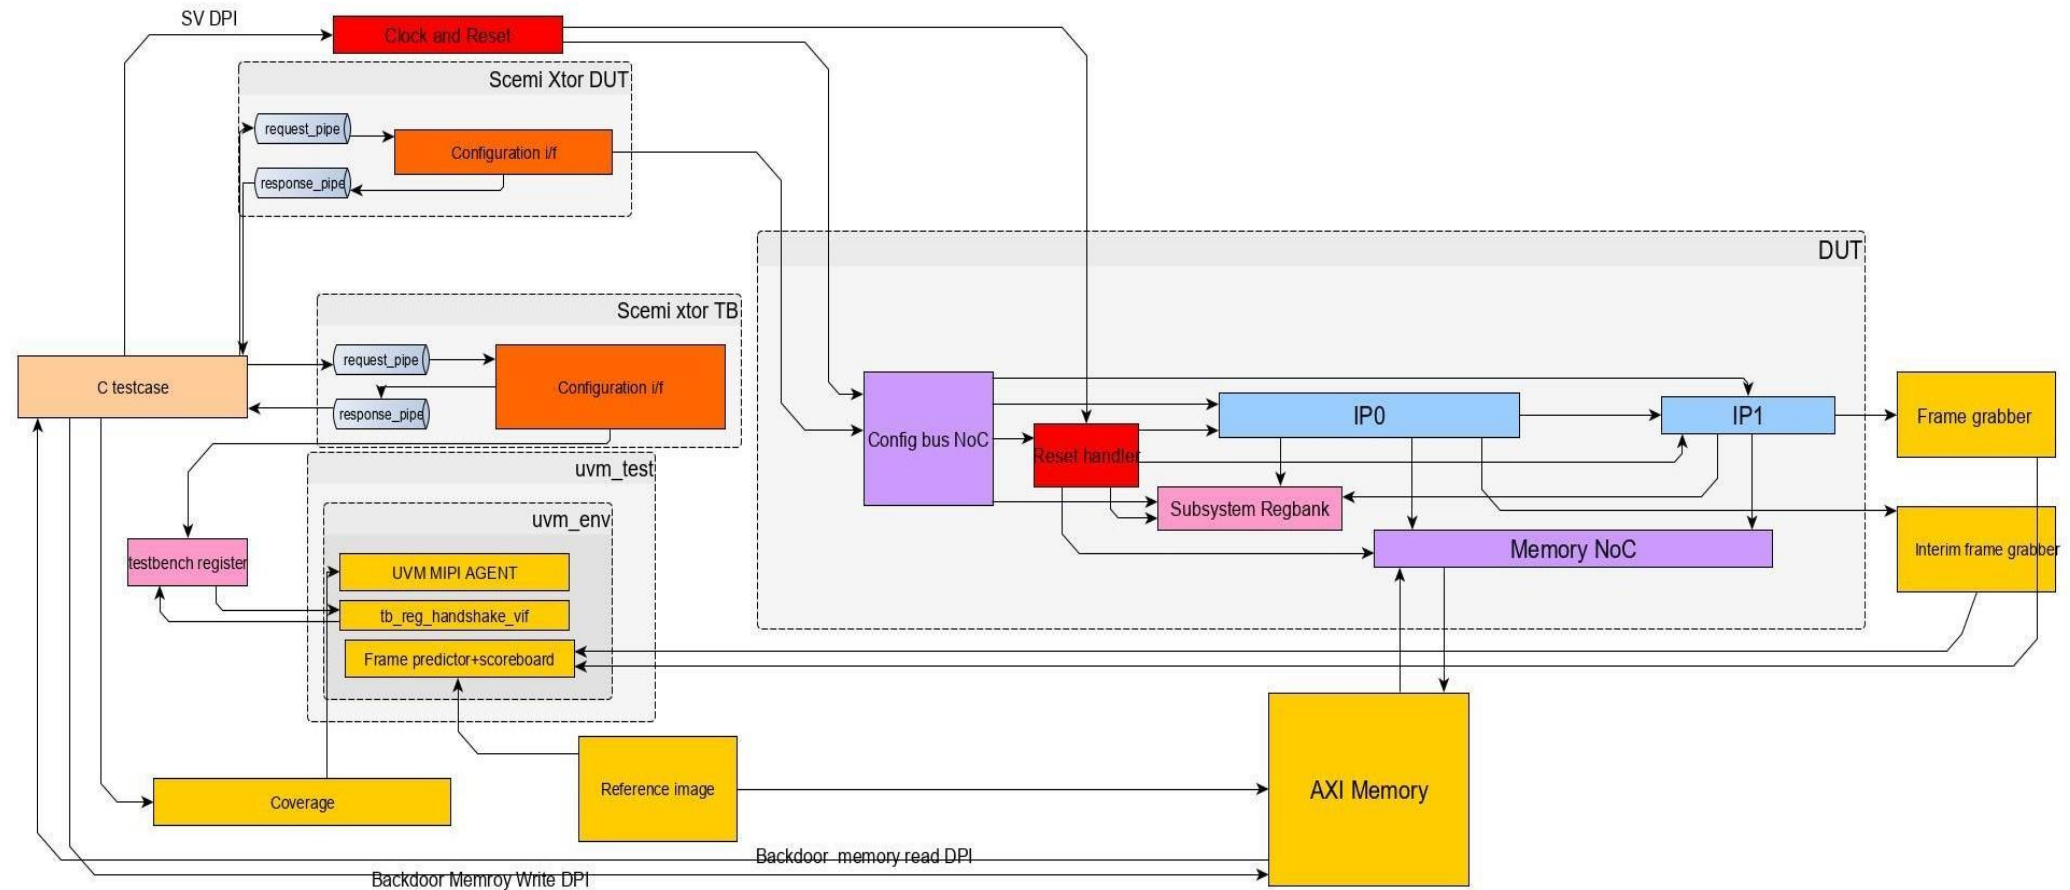 SV DPI
Clock and Reset
Scemi Xtor DUT
request_pipe
Configuration i/f
response_pipe
DUT
Scemi xtor TB
request_pipe
C testcase
Configuration i/f
response_pipe
Config bus NoC
IP0
IP1
Frame grabber
Reset handler
uvm_test
Subsystem Regbank
uvm_env
Memory NoC
Interim frame grabber
testbench register
UVM MIPI AGENT
tb_reg_handshake_vif
Frame predictor+scoreboard
Reference image
AXI Memory
Coverage
Backdoor memory read DPI
Backdoor Memroy Write DPI